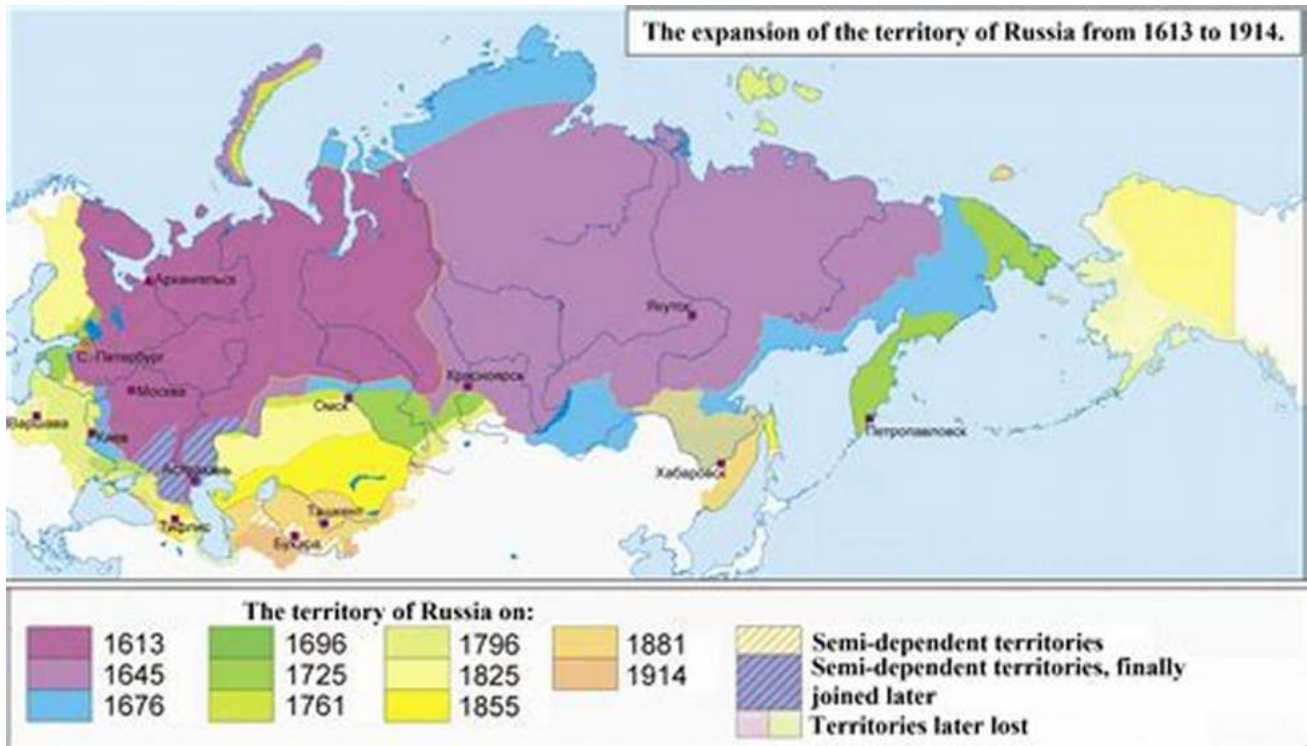 The expansion of the territory of Russia from 1613 to 1914.
Архангельск
Якутск
С.-Петербург
Красноярск
Москва
Омск
Варшава
Киев
Петропавловск
Астрахань
Хабаровск
Ташкент
Тифлис
Бухара
The territory of Russia on:
1613 1696 1796 1881 Semi-dependent territories
1645 1725 1825 1914 Semi-dependent territories, finally
joined later
1676 1761 1855 Territories later lost